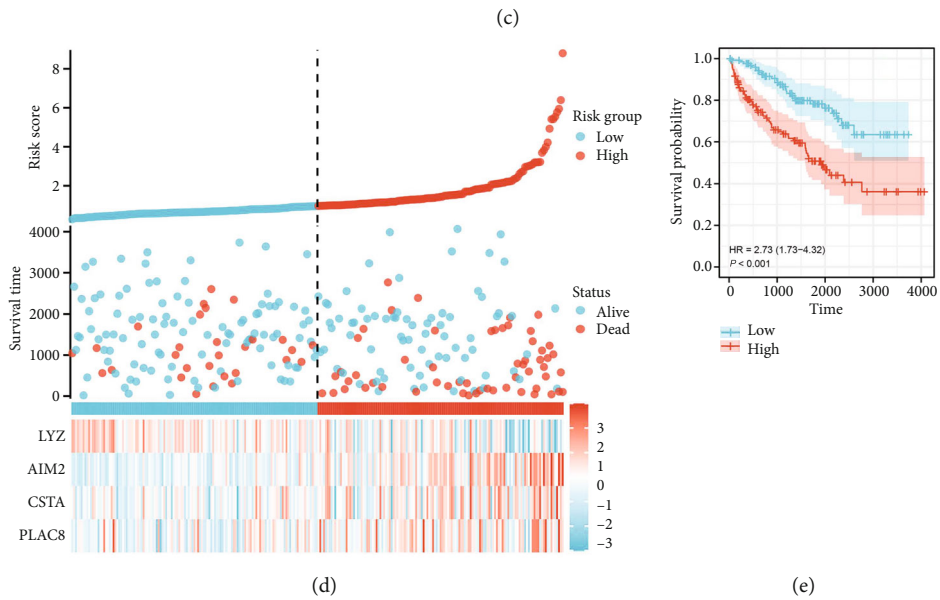 (c)
Risk score
8
6
4
2
Risk group
Low
High
Survival time
4000
3000
2000
1000
0
Status
Alive
Dead
LYZ
AIM2
CSTA
PLAC8
3
2
1
0
−1
−2
−3
(d)
Survival probability
1.0
0.8
0.6
0.4
0.2
0.0
HR = 2.73 (1.73−4.32)
P < 0.001
0 1000 2000 3000 4000
Time
Low
High
(e)